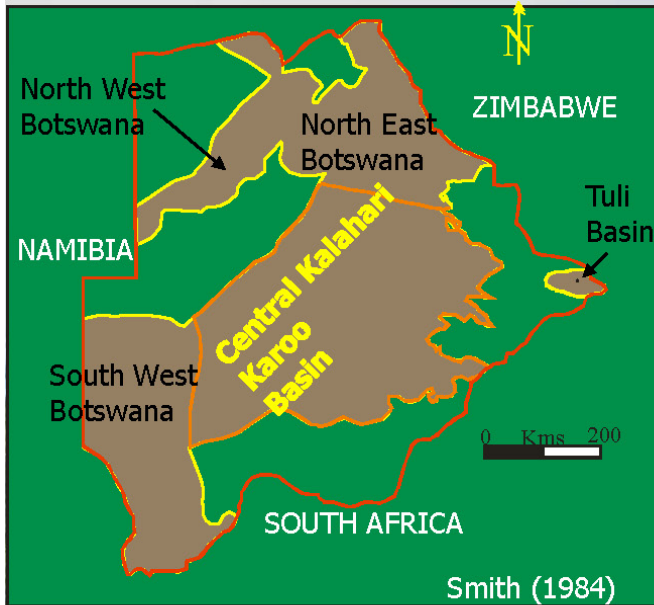 N
North West
Botswana
North East
Botswana
ZIMBABWE
Tuli
Basin
NAMIBIA
Central Kalahari
Karoo
Basin
South West
Botswana
0 Kms 200
SOUTH AFRICA
Smith (1984)